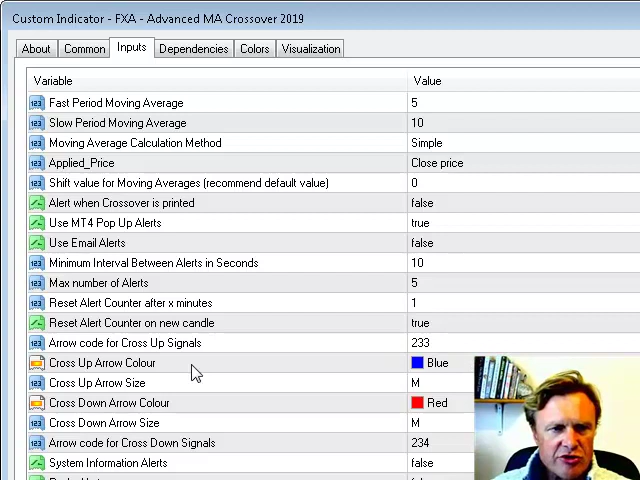 Custom Indicator - FXA - Advanced MA Crossover 2019
About Common Inputs Dependencies Colors Visualization
Variable Value
Fast Period Moving Average 5
Slow Period Moving Average 10
Moving Average Calculation Method Simple
Applied_Price Close price
Shift value for Moving Averages (recommend default value) 0
Alert when Crossover is printed false
Use MT4 Pop Up Alerts true
Use Email Alerts false
Minimum Interval Between Alerts in Seconds 10
Max number of Alerts 5
Reset Alert Counter after x minutes 1
Reset Alert Counter on new candle true
Arrow code for Cross Up Signals 233
Cross Up Arrow Colour Blue
Cross Up Arrow Size M
Cross Down Arrow Colour Red
Cross Down Arrow Size M
Arrow code for Cross Down Signals 234
System Information Alerts false